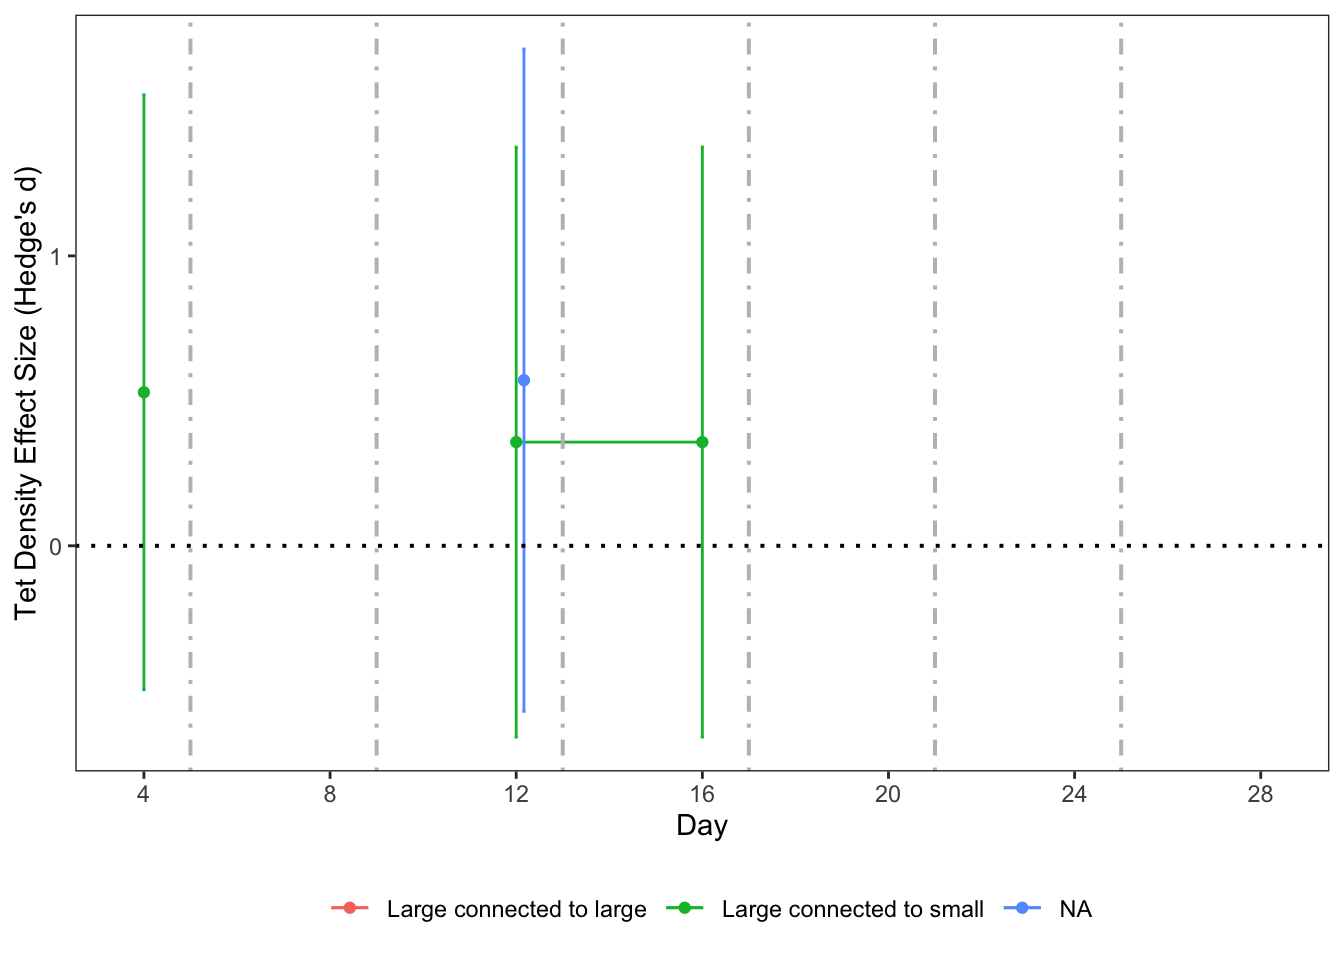 Tet Density Effect Size (Hedge's d)
1
0
4 8 12 16 20 24 28
Day
Large connected to large Large connected to small NA